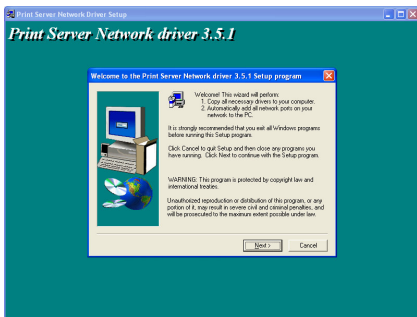 Print Server Network Driver Setup
Print Server Network driver 3.5.1
Welcome to the Print Server Network driver 3.5.1 Setup program
Welcome! This wizard will perform:
1. Copy all necessary drivers to your computer.
2. Automatically add all network ports on your
network to the PC.
It is strongly recommended that you exit all Windows programs
before running this Setup program.
Click Cancel to quit Setup and then close any programs you
have running. Click Next to continue with the Setup program.
WARNING: This program is protected by copyright law and
international treaties.
Unauthorized reproduction or distribution of this program, or any
portion of it, may result in severe civil and criminal penalties, and
will be prosecuted to the maximum extent possible under law.
Next >
Cancel